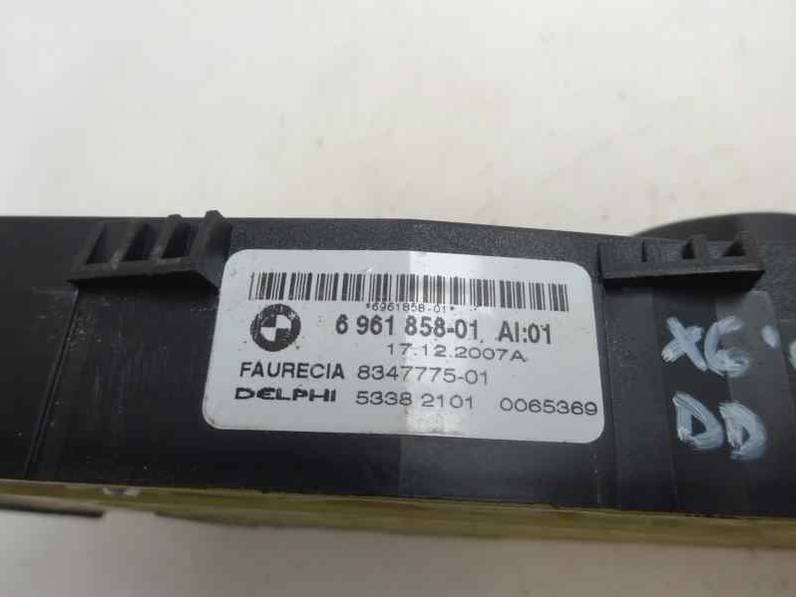 *6961858-01*
6 961 858-01 AI:01
17.12.2007A
FAURECIA 8347775-01
DELPHI 5338 2101 0065369
X6
DD